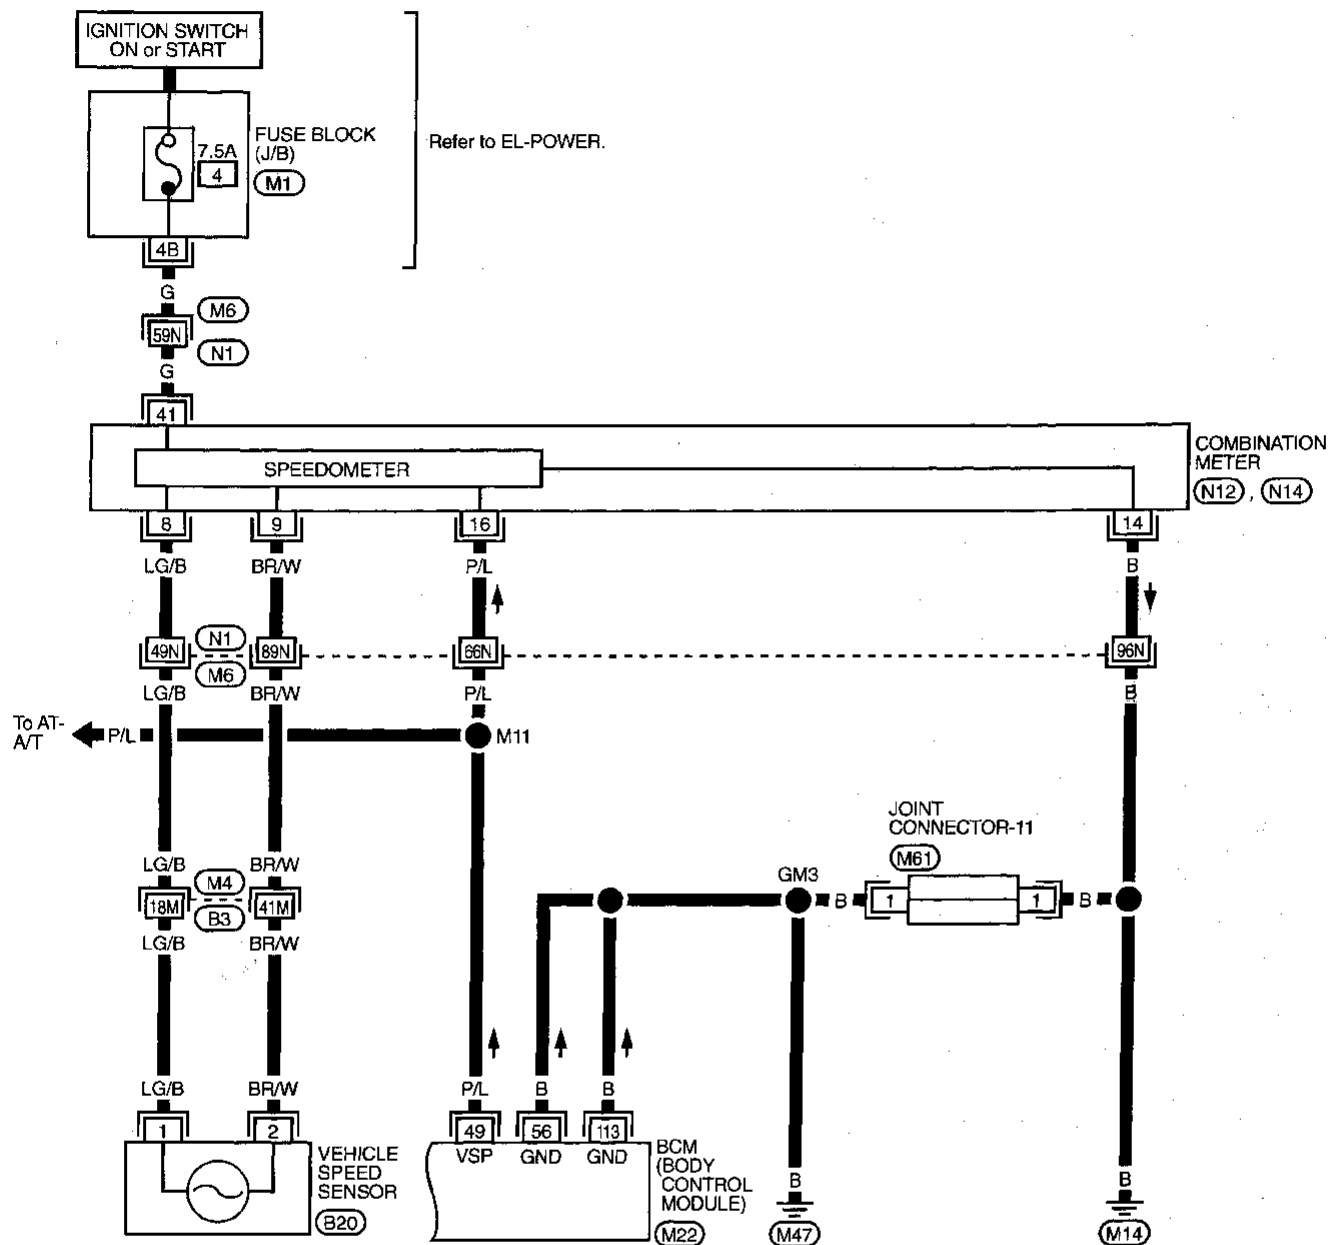 IGNITION SWITCH
ON or START
FUSE BLOCK
(J/B)
7.5A
4
M1
Refer to EL-POWER.
4B
G
M6
59N
N1
G
41
SPEEDOMETER
COMBINATION
METER
N12 , N14
8
9
16
14
LG/B
BR/W
P/L
B
49N
N1
89N
66N
96N
M6
LG/B
BR/W
P/L
B
To AT-
A/T
P/L
M11
JOINT
CONNECTOR-11
M61
LG/B
BR/W
M4
GM3
18M
41M
B3
B
1
1
B
LG/B
BR/W
LG/B
BR/W
P/L
B
B
1
2
49
56
113
VSP
GND
GND
VEHICLE
SPEED
SENSOR
B20
BCM
(BODY
CONTROL
MODULE)
M22
B
M47
B
M14